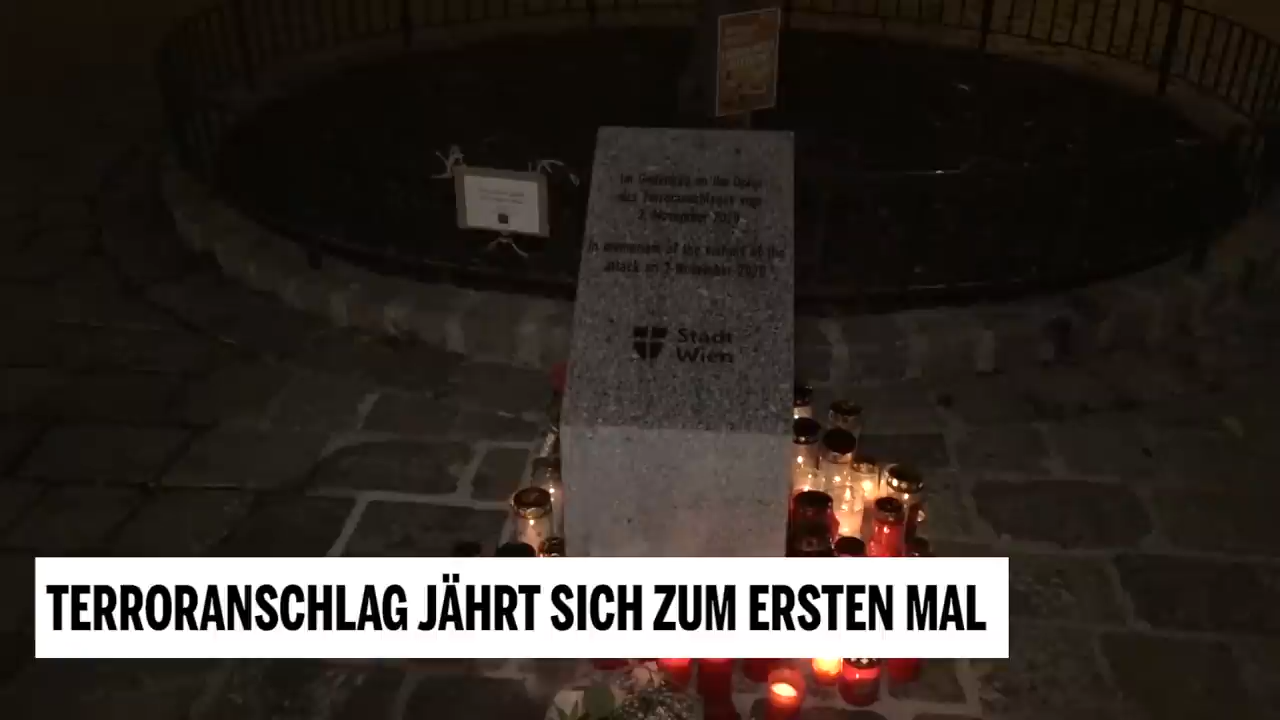 Im Gedenken an die Opfer
des Terroranschlages vom
2. November 2020
In memoriam of the victims of the
attack on 2 November 2020
Stadt
Wien
TERRORANSCHLAG JÄHRT SICH ZUM ERSTEN MAL